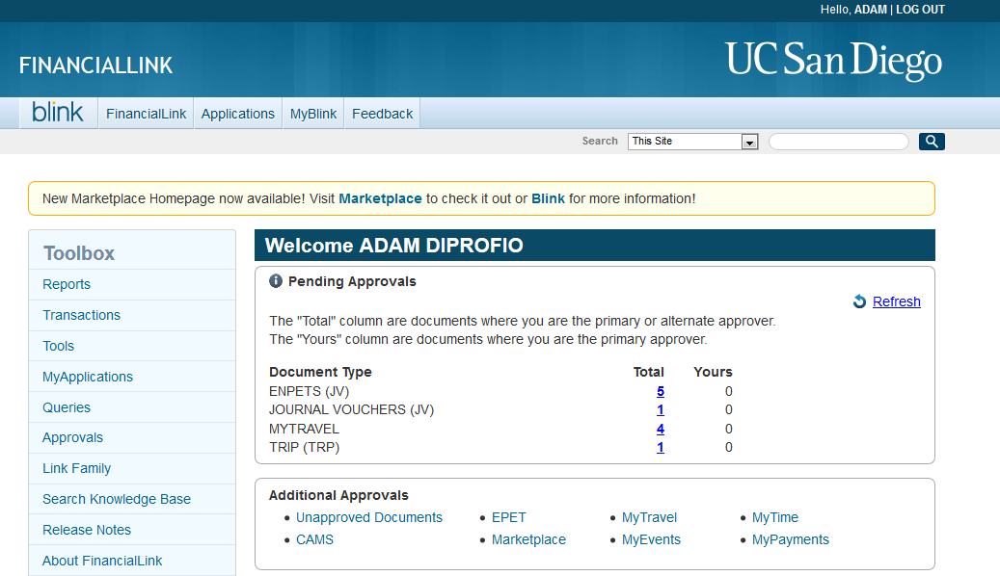 Hello, ADAM | LOG OUT
FINANCIALLINK
UC San Diego
blink FinancialLink Applications MyBlink Feedback
Search This Site
New Marketplace Homepage now available! Visit Marketplace to check it out or Blink for more information!
Toolbox
Reports
Transactions
Tools
MyApplications
Queries
Approvals
Link Family
Search Knowledge Base
Release Notes
About FinancialLink
Welcome ADAM DIPROFIO
Pending Approvals
Refresh
The "Total" column are documents where you are the primary or alternate approver.
The "Yours" column are documents where you are the primary approver.
Document Type Total Yours
ENPETS (JV) 5 0
JOURNAL VOUCHERS (JV) 1 0
MYTRAVEL 4 0
TRIP (TRP) 1 0
Additional Approvals
• Unapproved Documents • EPET • MyTravel • MyTime
• CAMS • Marketplace • MyEvents • MyPayments